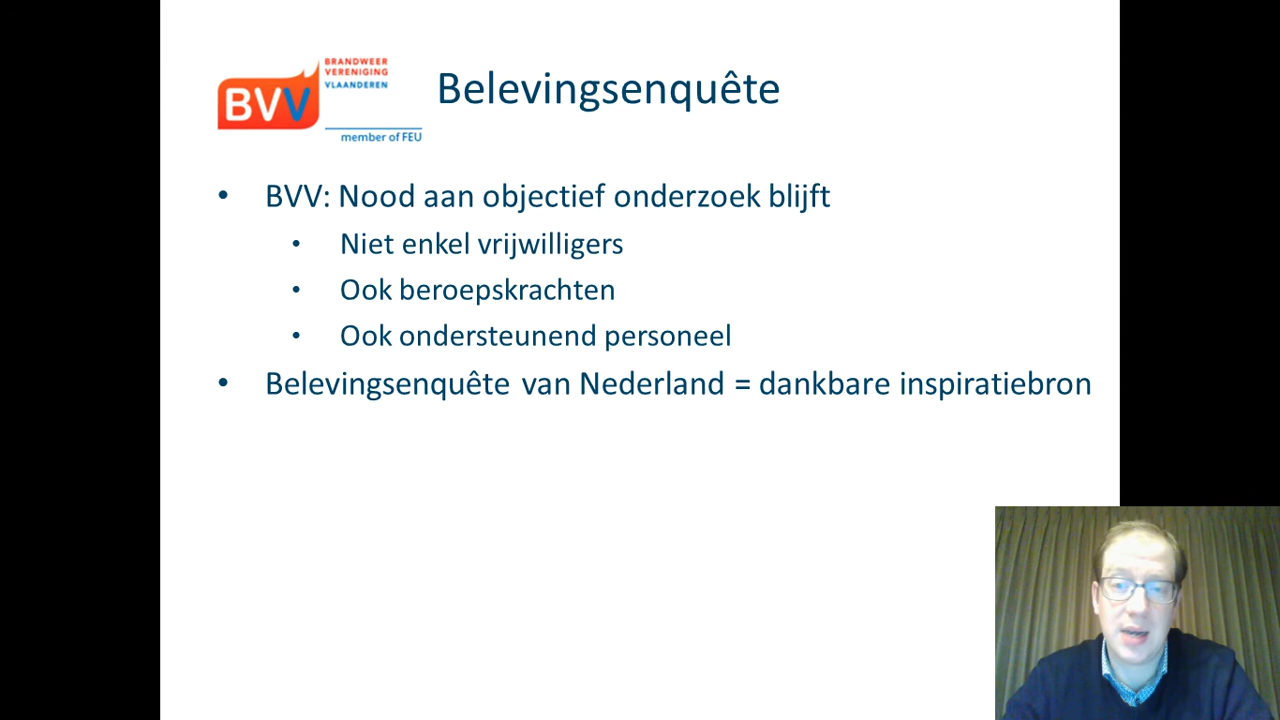 BRANDWEER
VERENIGING
VLAANDEREN
BVV
member of FEU
Belevingsenquête
• BVV: Nood aan objectief onderzoek blijft
• Niet enkel vrijwilligers
• Ook beroepskrachten
• Ook ondersteunend personeel
• Belevingsenquête van Nederland = dankbare inspiratiebron